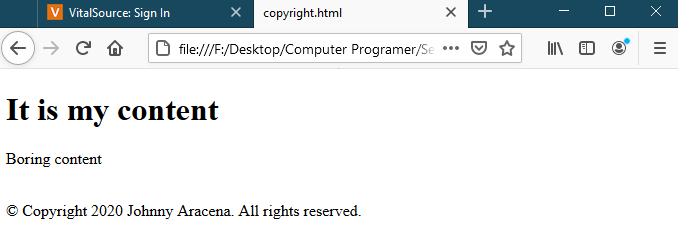 V VitalSource: Sign In
copyright.html
file:///F:/Desktop/Computer Programer/Se
It is my content
Boring content
© Copyright 2020 Johnny Aracena. All rights reserved.